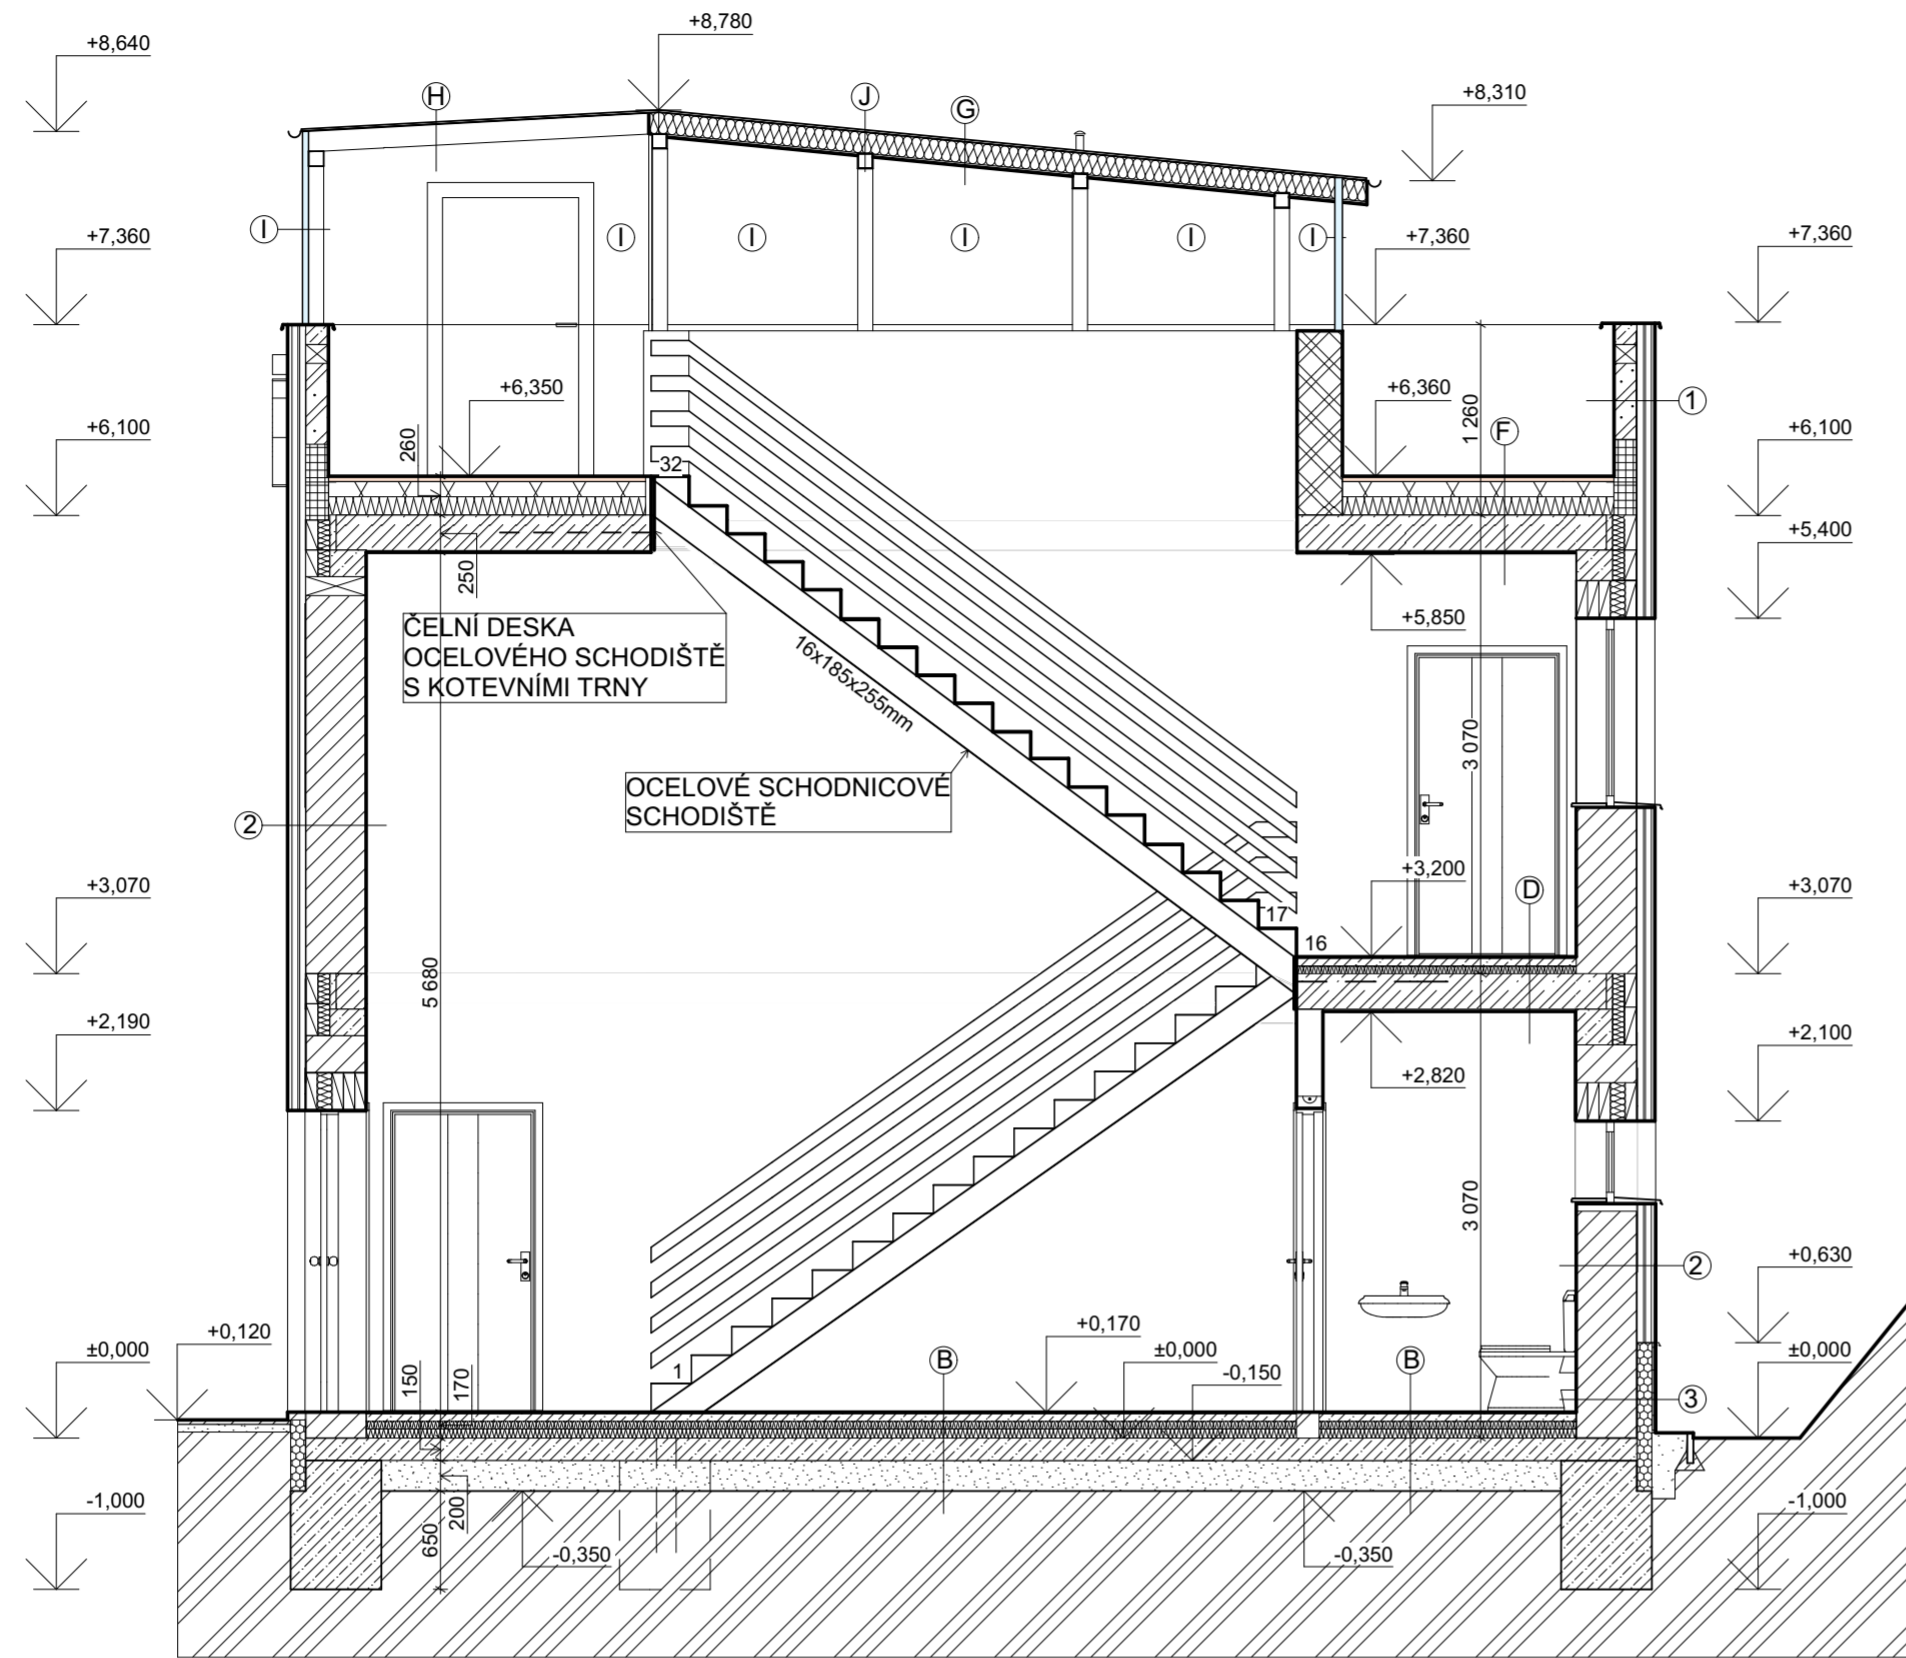 +8,780
+8,640
+8,310
H
J
G
I
I
I
I
I
I
+7,360
+7,360
+7,360
+6,350
+6,360
1 260
1
F
+6,100
+6,100
260
32
+5,400
250
+5,850
ČELNÍ DESKA
OCELOVÉHO SCHODIŠTĚ
S KOTEVNÍMI TRNY
16x185x255mm
3 070
OCELOVÉ SCHODNICOVÉ
SCHODIŠTĚ
2
+3,200
D
+3,070
+3,070
17
16
5 680
+2,190
+2,100
+2,820
3 070
2
+0,630
+0,120
+0,170
±0,000
±0,000
±0,000
-0,150
B
B
1
150
170
3
-1,000
-1,000
200
650
-0,350
-0,350